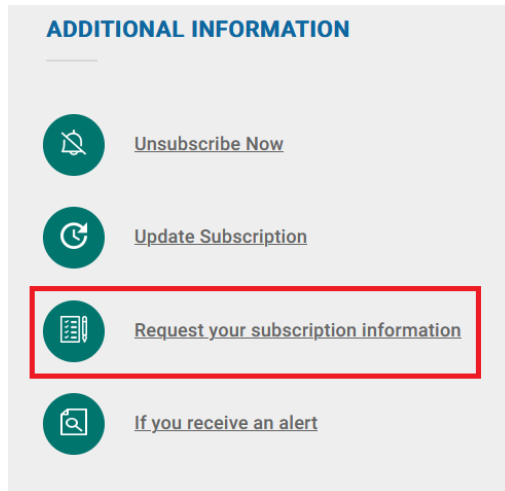 ADDITIONAL INFORMATION
Unsubscribe Now
Update Subscription
Request your subscription information
If you receive an alert